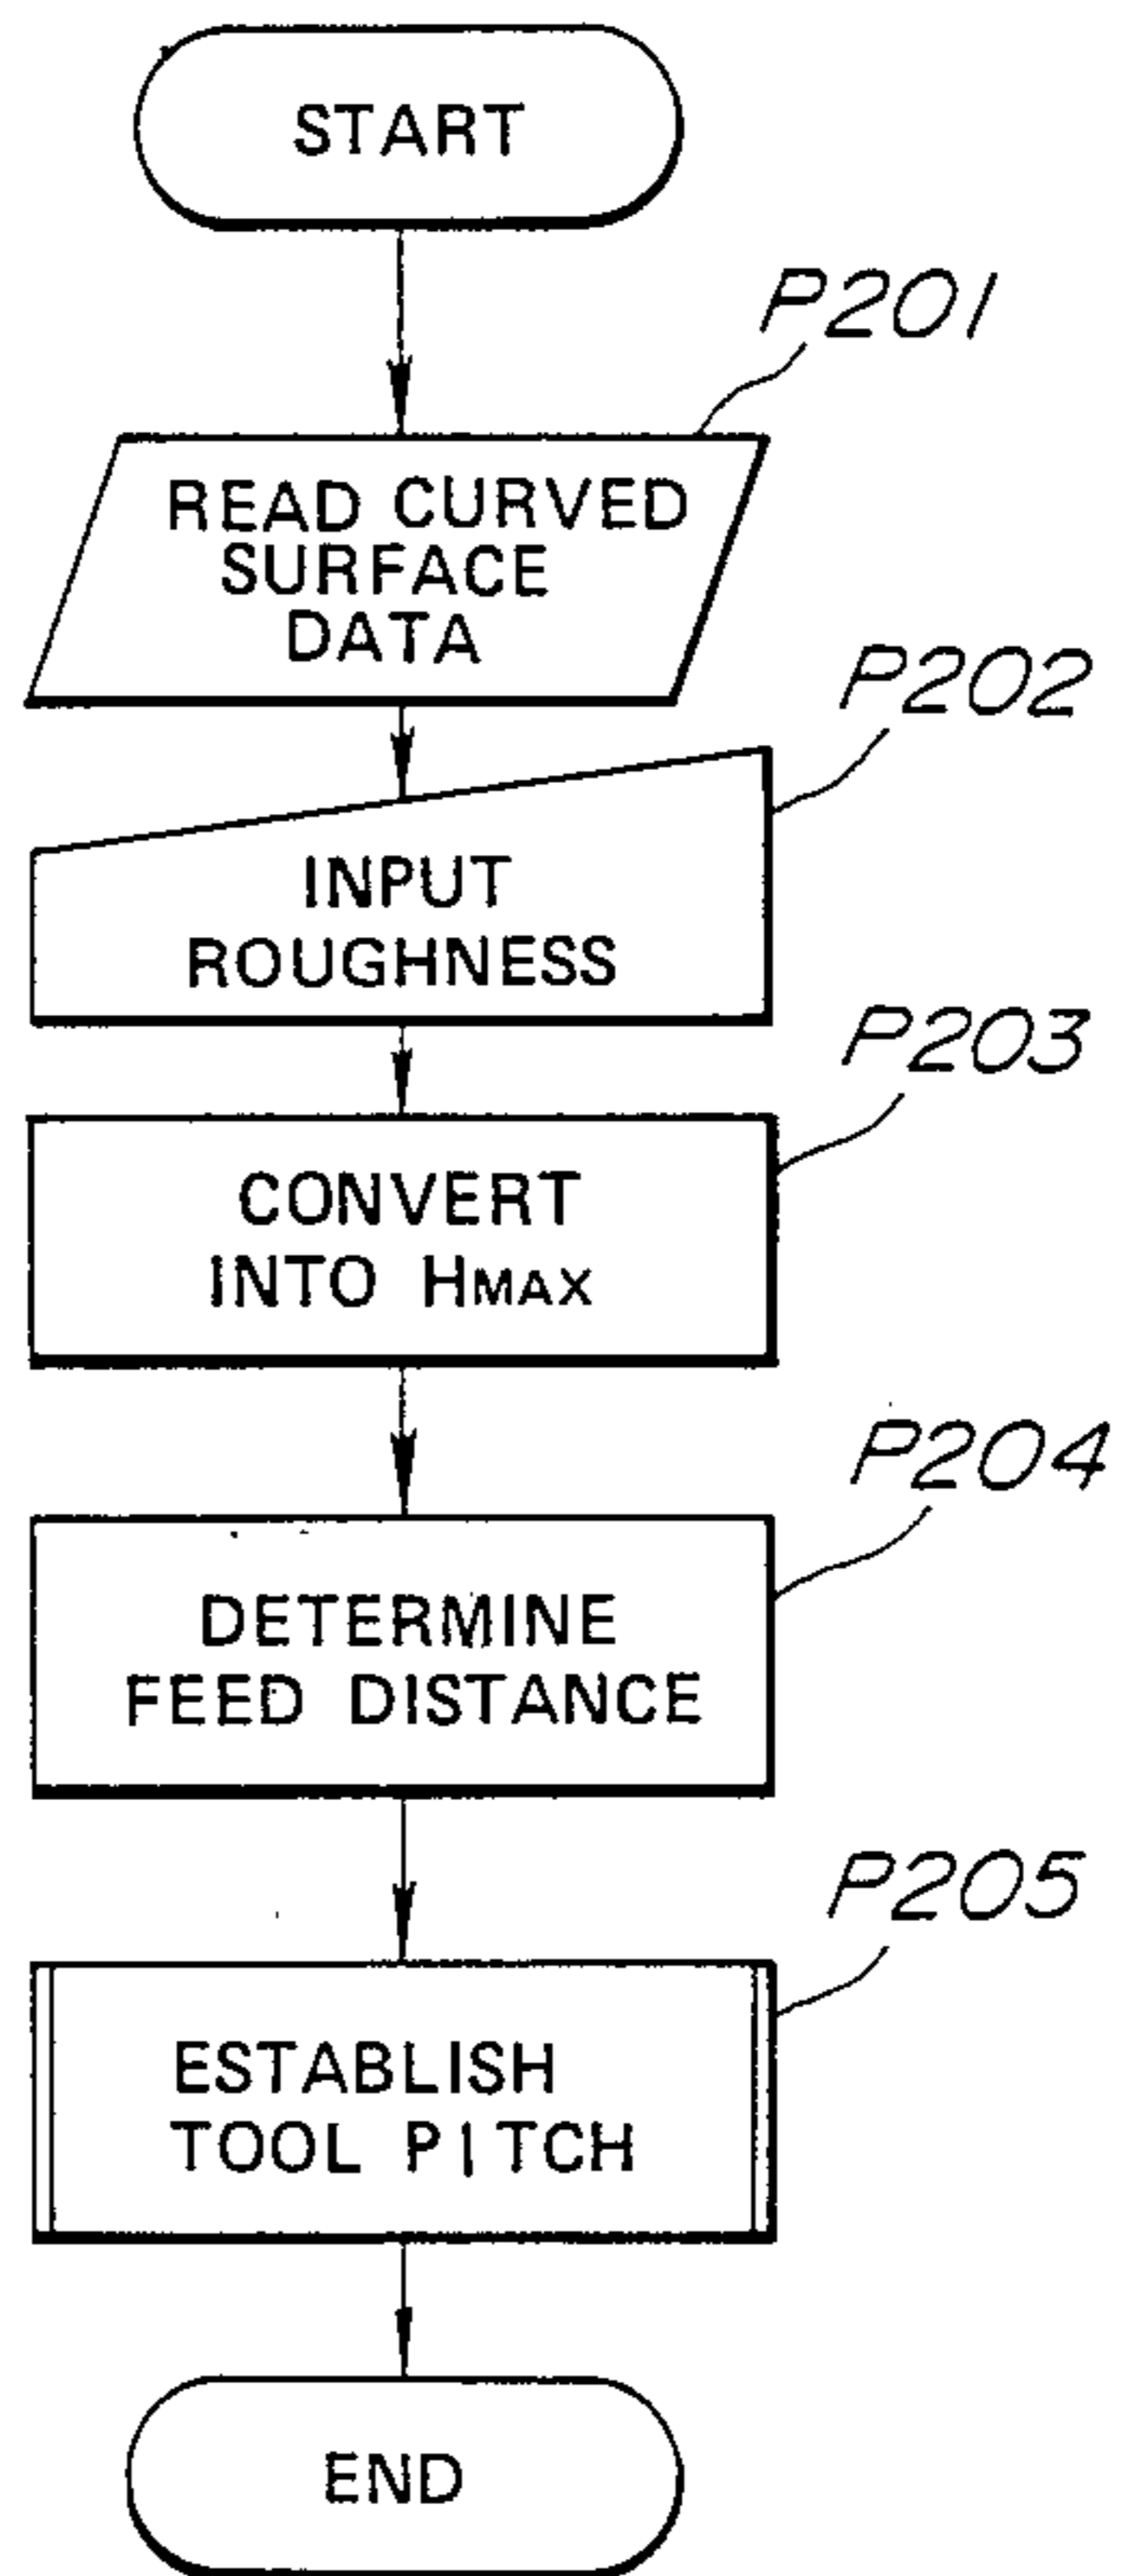 START
P201
READ CURVED
SURFACE
DATA
P202
INPUT
ROUGHNESS
P203
CONVERT
INTO HMAX
P204
DETERMINE
FEED DISTANCE
P205
ESTABLISH
TOOL PITCH
END